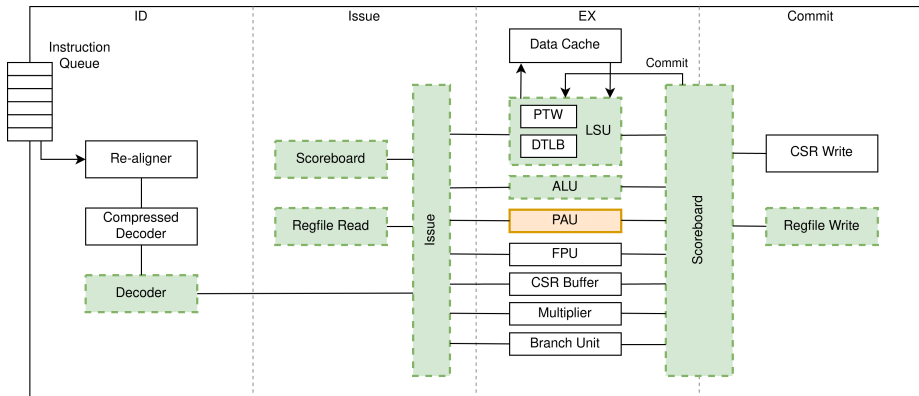 ID
Issue
EX
Commit
Instruction
Queue
Data Cache
Commit
PTW
LSU
DTLB
Re-aligner
Scoreboard
CSR Write
ALU
Compressed
Decoder
Regfile Read
Issue
PAU
Scoreboard
Regfile Write
FPU
Decoder
CSR Buffer
Multiplier
Branch Unit